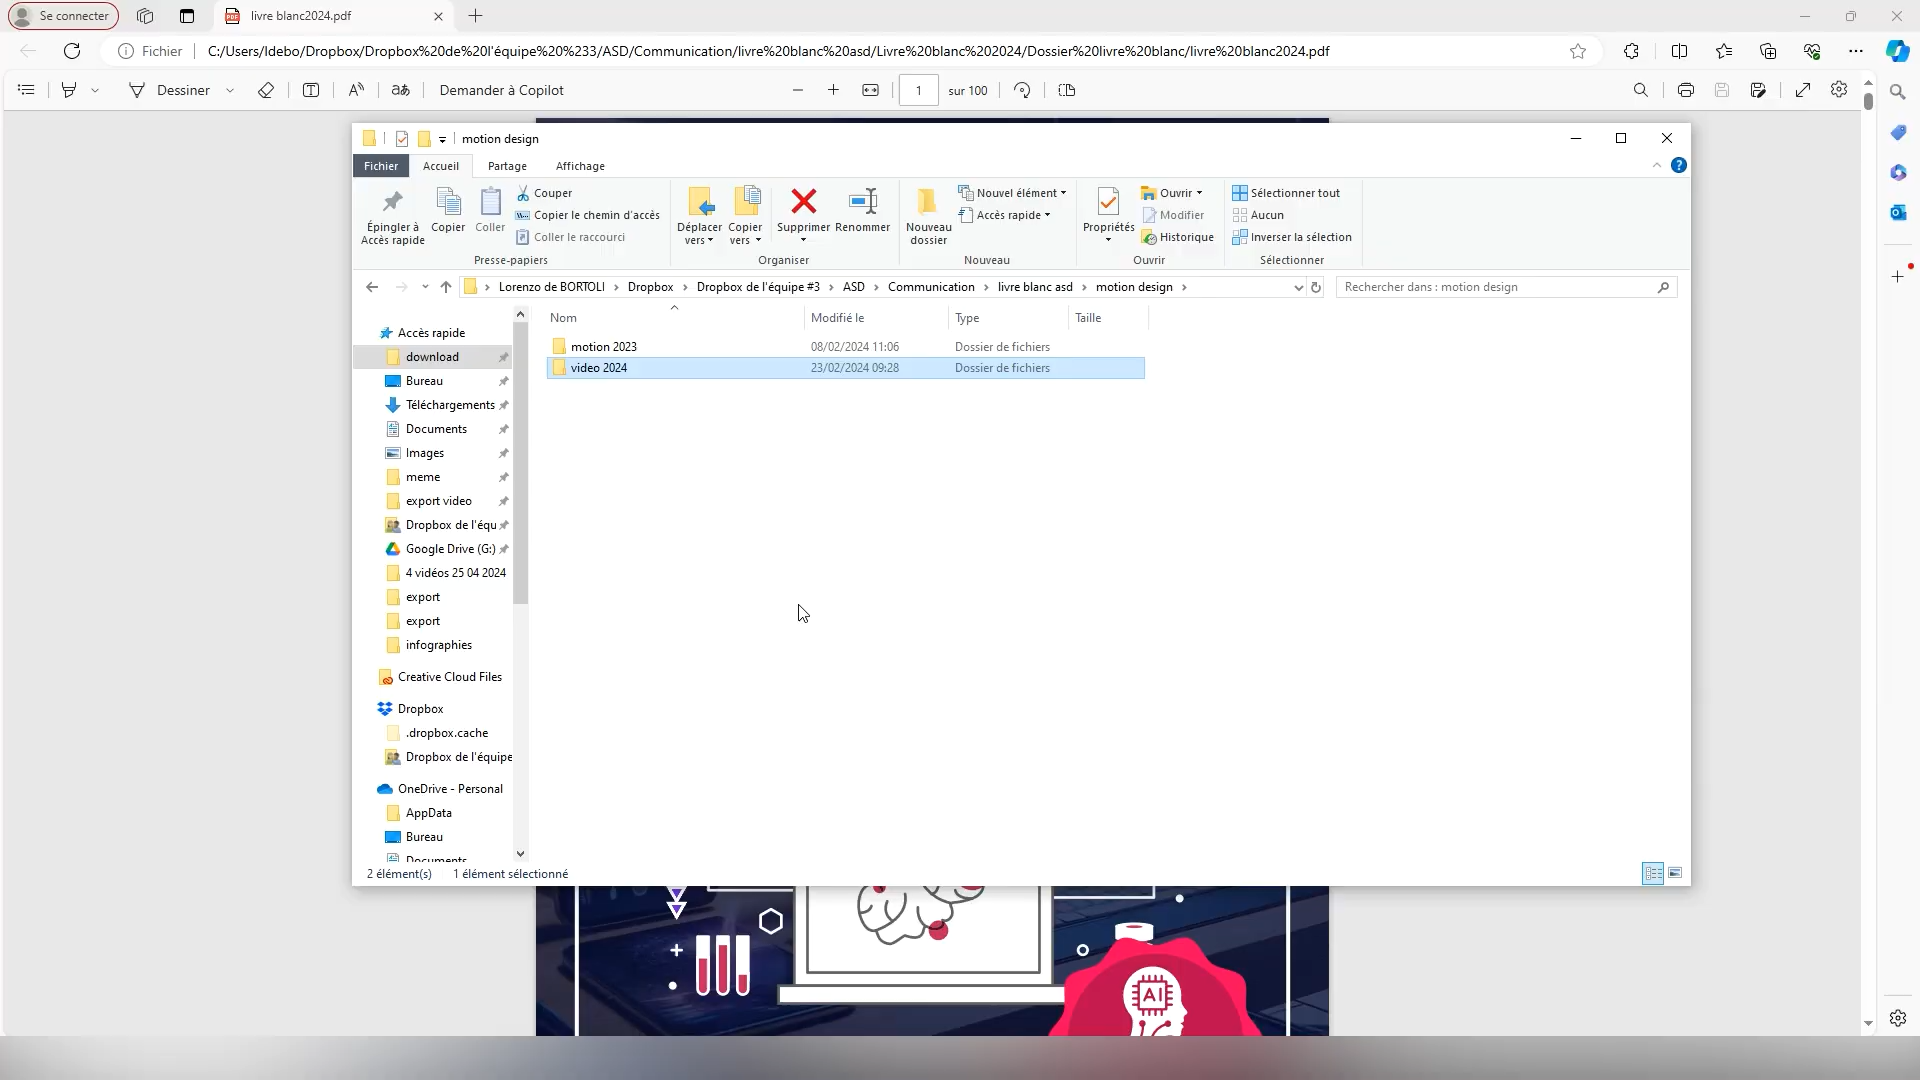 Se connecter
livre blanc2024.pdf
Fichier
C:/Users/ldebo/Dropbox/Dropbox%20de%20l'équipe%20%233/ASD/Communication/livre%20blanc%20asd/Livre%20blanc%202024/Dossier%20livre%20blanc/livre%20blanc2024.pdf
Dessiner
aあ
Demander à Copilot
1 sur 100
motion design
Fichier Accueil Partage Affichage
Épingler à Accès rapide
Copier
Coller
Couper
Copier le chemin d'accès
Coller le raccourci
Presse-papiers
Déplacer vers
Copier vers
Supprimer
Renommer
Organiser
Nouveau dossier
Nouvel élément
Accès rapide
Nouveau
Propriétés
Ouvrir
Modifier
Historique
Ouvrir
Sélectionner tout
Aucun
Inverser la sélection
Sélectionner
Lorenzo de BORTOLI > Dropbox > Dropbox de l'équipe #3 > ASD > Communication > livre blanc asd > motion design >
Rechercher dans : motion design
Nom Modifié le Type Taille
motion 2023 08/02/2024 11:06 Dossier de fichiers
video 2024 23/02/2024 09:28 Dossier de fichiers
Accès rapide
download
Bureau
Téléchargements
Documents
Images
meme
export video
Dropbox de l'équ
Google Drive (G:)
4 vidéos 25 04 2024
export
export
infographies
Creative Cloud Files
Dropbox
.dropbox.cache
Dropbox de l'équipe
OneDrive - Personal
AppData
Bureau
Documents
2 élément(s) 1 élément sélectionné
AI